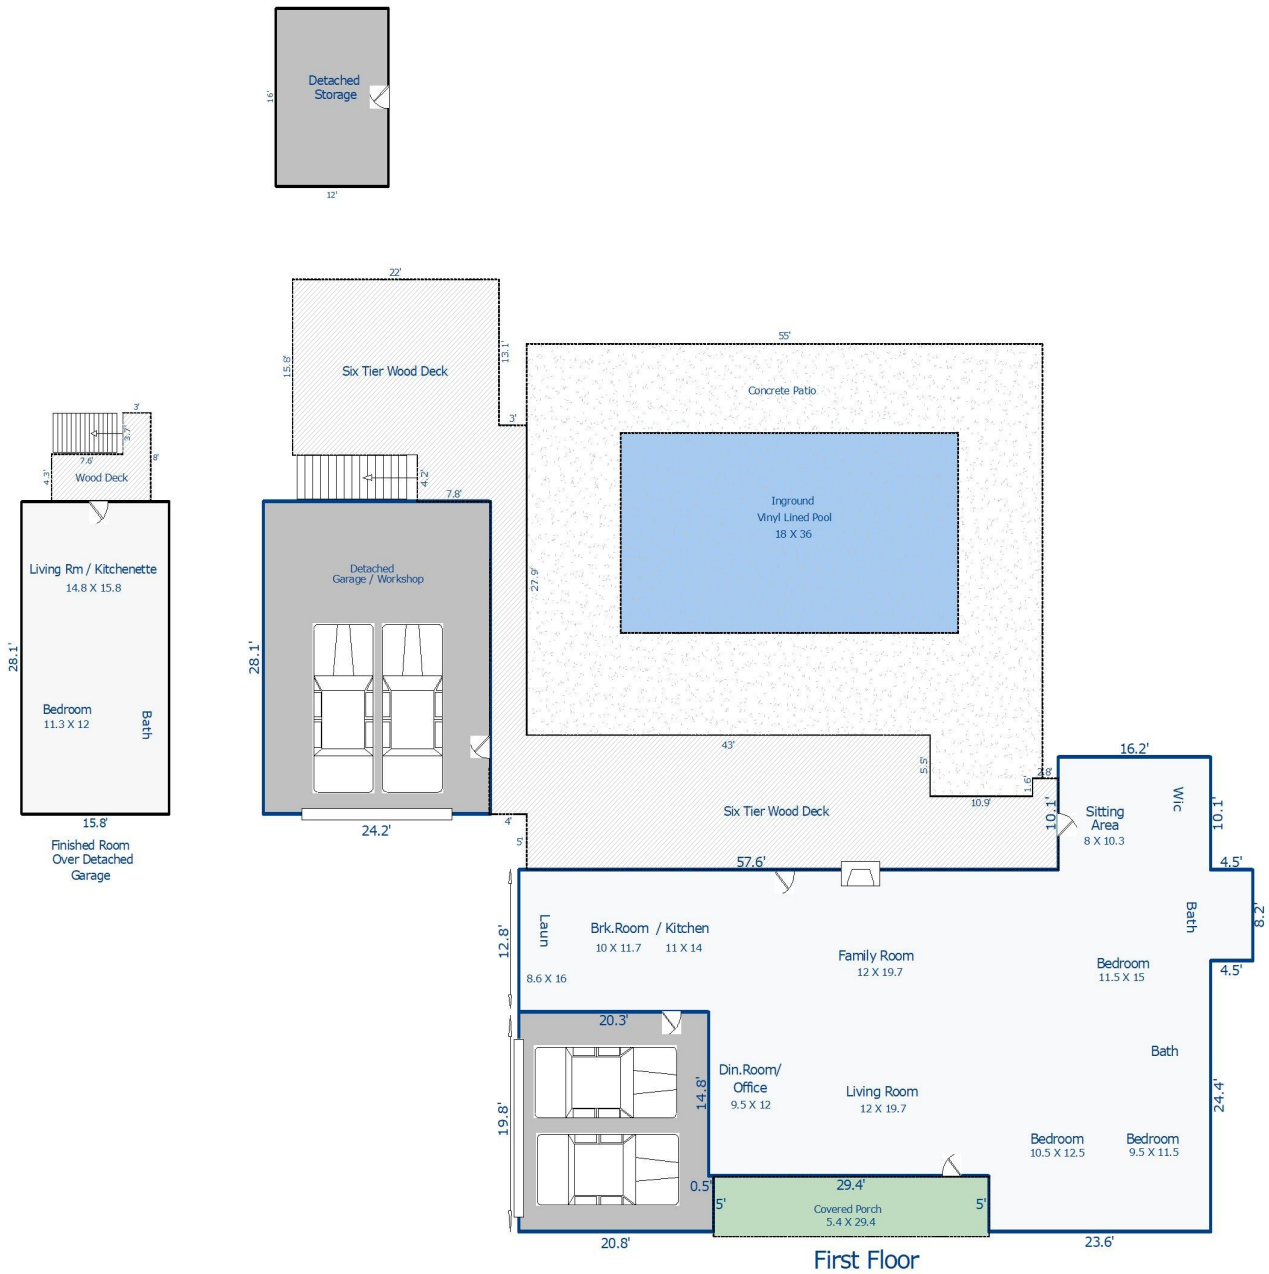 Detached
Storage
16'
12'
22'
15.8'
13.1'
Six Tier Wood Deck
3'
4.2'
7.8'
55'
Concrete Patio
Inground
Vinyl Lined Pool
18 X 36
27.9'
43'
5.5'
10.9'
1.6'
2.8'
3'
3.7'
8'
7.6'
4.3'
Wood Deck
Living Rm / Kitchenette
14.8 X 15.8
28.1'
Bedroom
11.3 X 12
Bath
15.8'
Finished Room
Over Detached
Garage
Detached
Garage / Workshop
28.1'
24.2'
4'
5'
Six Tier Wood Deck
57.6'
16.2'
10.1'
Sitting
Area
8 X 10.3
Wic
10.1'
4.5'
8.2'
4.5'
Bath
12.8'
Laun
8.6 X 16
Brk.Room / Kitchen
10 X 11.7 11 X 14
Family Room
12 X 19.7
Bedroom
11.5 X 15
20.3'
19.8'
14.8'
Din.Room/
Office
9.5 X 12
Living Room
12 X 19.7
Bath
24.4'
Bedroom
10.5 X 12.5
Bedroom
9.5 X 11.5
0.5'
5'
29.4'
5'
Covered Porch
5.4 X 29.4
20.8'
23.6'
First Floor